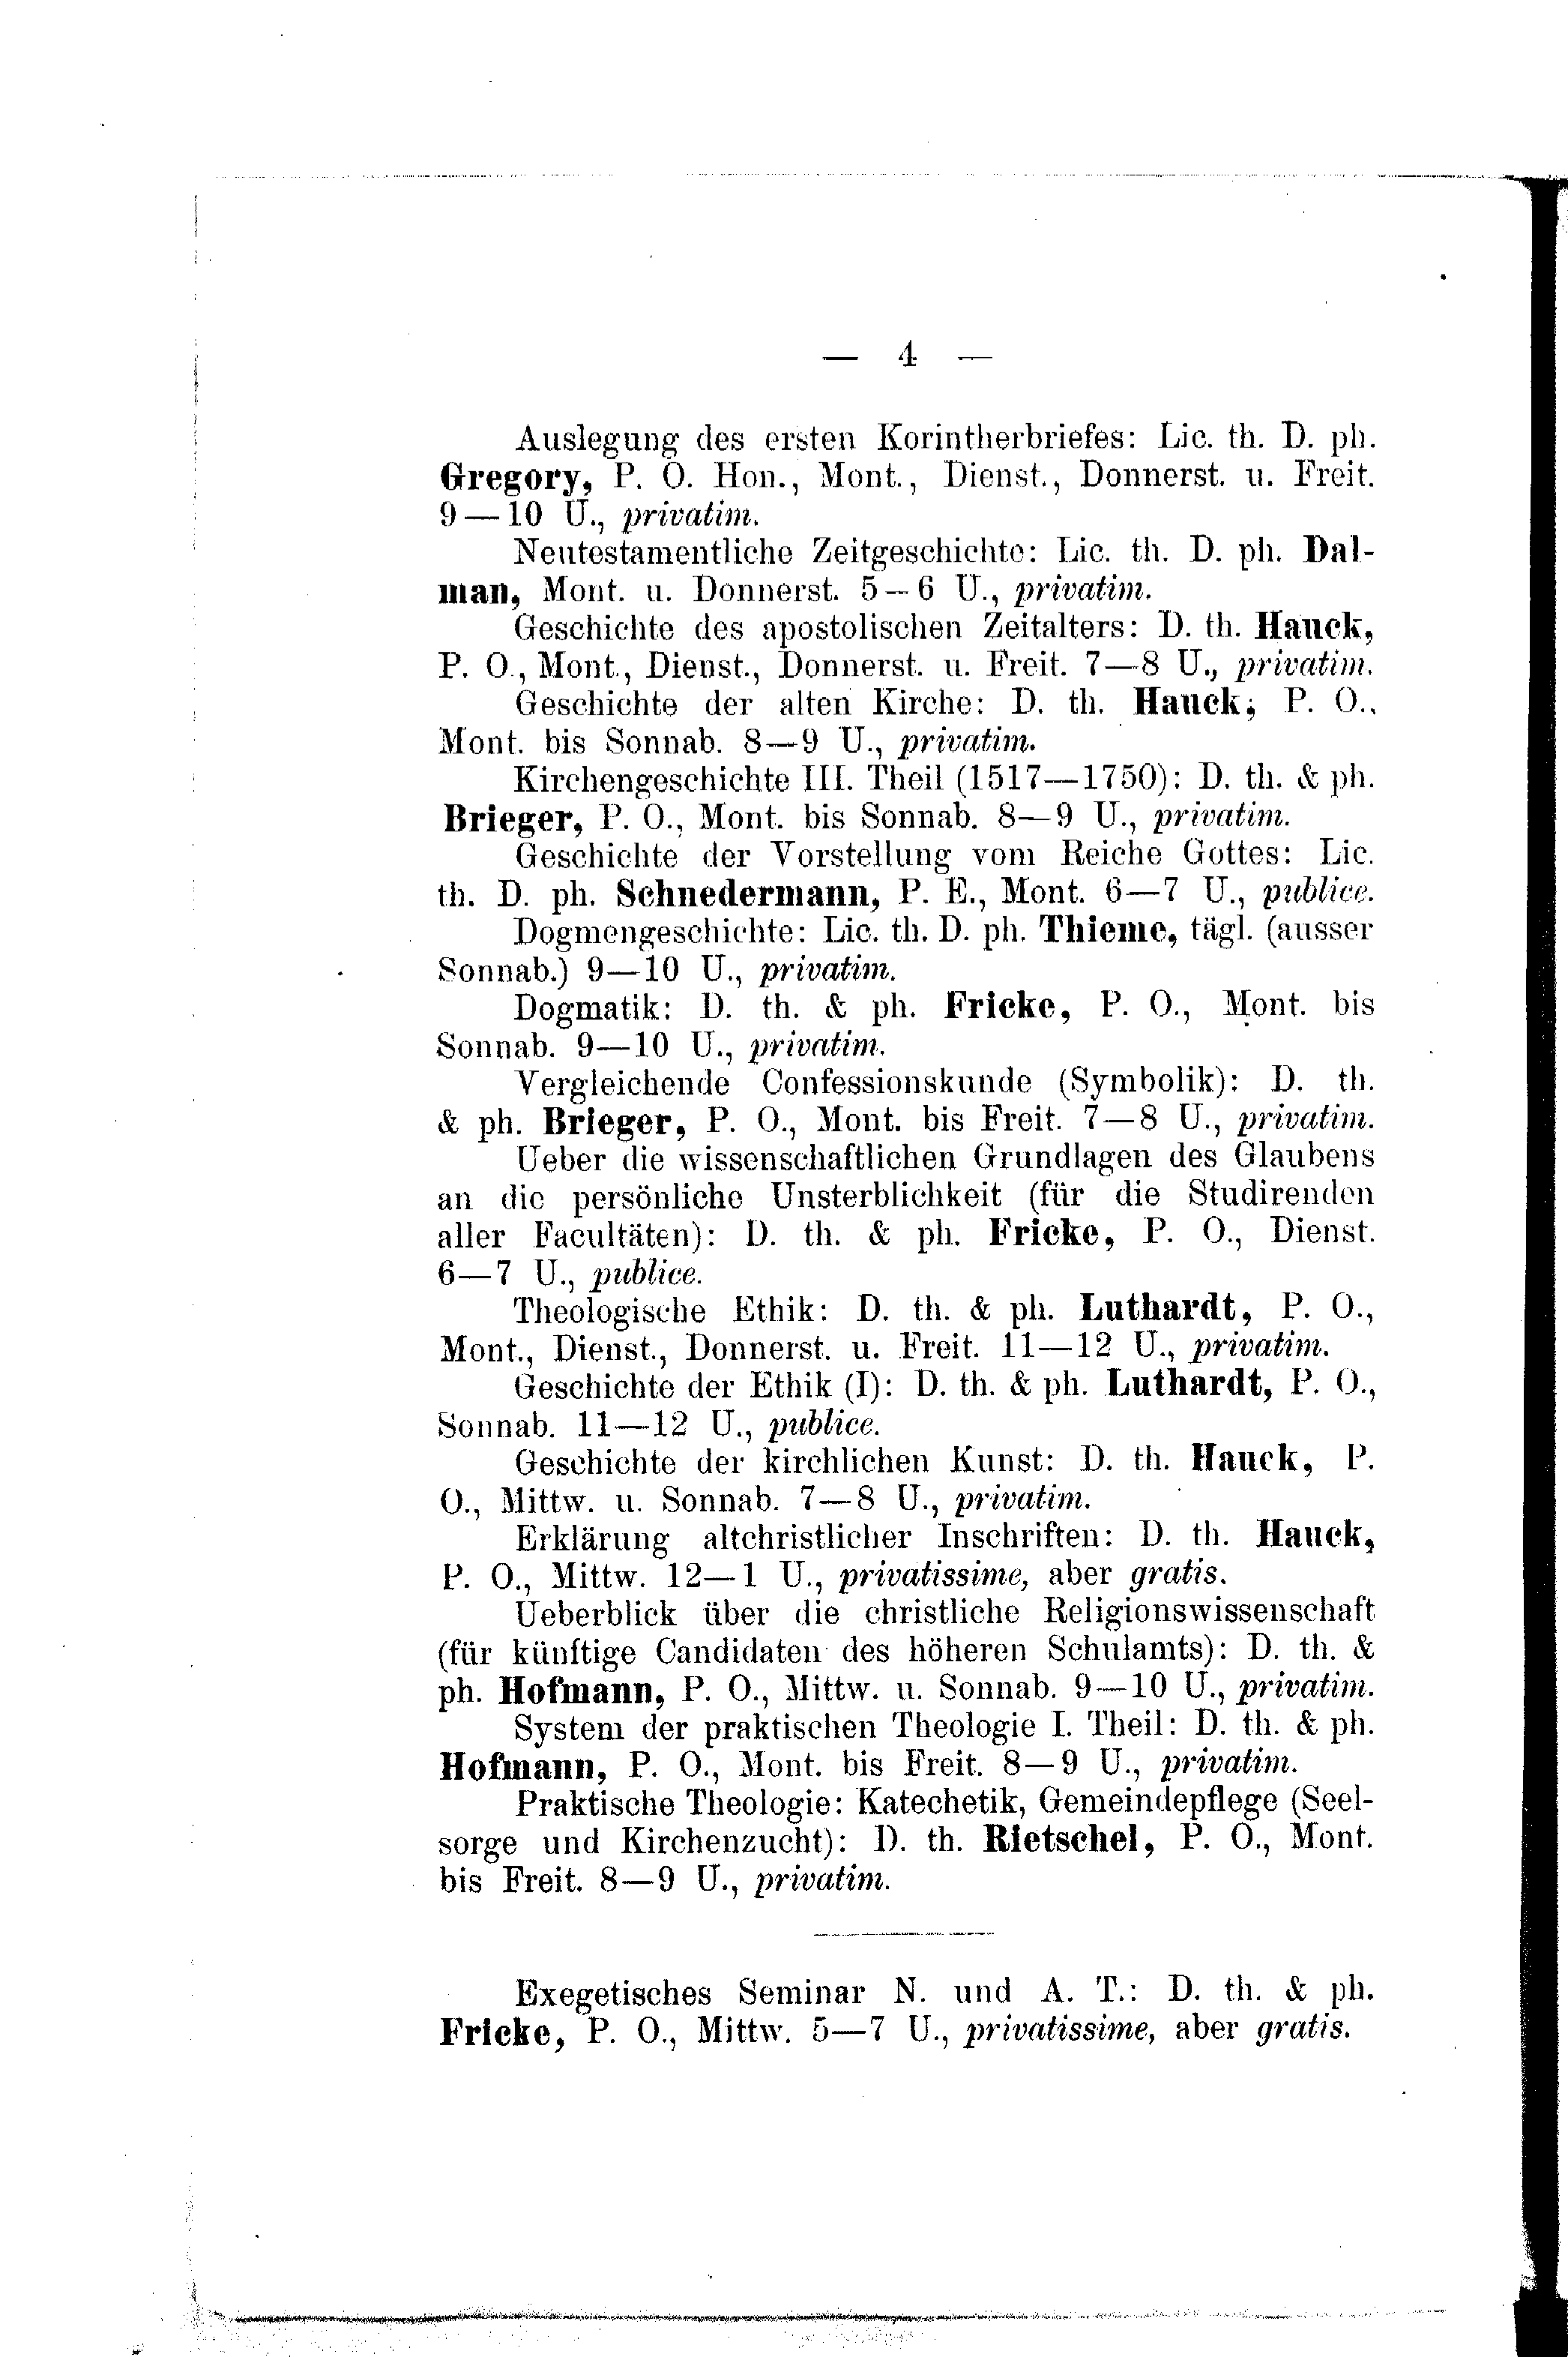 — 4 —
Auslegung des ersten Korintherbriefes: Lic. th. D. ph.
Gregory, P. O. Hon., Mont., Dienst., Donnerst. u. Freit.
9—10 U., privatim.
Neutestamentliche Zeitgeschichte: Lic. th. D. ph. Dal-
man, Mont. u. Donnerst. 5—6 U., privatim.
Geschichte des apostolischen Zeitalters: D. th. Hauck,
P. O., Mont., Dienst., Donnerst. u. Freit. 7—8 U., privatim.
Geschichte der alten Kirche: D. th. Hauck, P. O.,
Mont. bis Sonnab. 8—9 U., privatim.
Kirchengeschichte III. Theil (1517—1750): D. th. & ph.
Brieger, P. O., Mont. bis Sonnab. 8—9 U., privatim.
Geschichte der Vorstellung vom Reiche Gottes: Lic.
th. D. ph. Schnedermann, P. E., Mont. 6—7 U., publice.
Dogmengeschichte: Lic. th. D. ph. Thieme, tägl. (ausser
Sonnab.) 9—10 U., privatim.
Dogmatik: D. th. & ph. Fricke, P. O., Mont. bis
Sonnab. 9—10 U., privatim.
Vergleichende Confessionskunde (Symbolik): D. th.
& ph. Brieger, P. O., Mont. bis Freit. 7—8 U., privatim.
Ueber die wissenschaftlichen Grundlagen des Glaubens
an die persönliche Unsterblichkeit (für die Studirenden
aller Facultäten): D. th. & ph. Fricke, P. O., Dienst.
6—7 U., publice.
Theologische Ethik: D. th. & ph. Luthardt, P. O.,
Mont., Dienst., Donnerst. u. Freit. 11—12 U., privatim.
Geschichte der Ethik (I): D. th. & ph. Luthardt, P. O.,
Sonnab. 11—12 U., publice.
Geschichte der kirchlichen Kunst: D. th. Hauck, P.
O., Mittw. u. Sonnab. 7—8 U., privatim.
Erklärung altchristlicher Inschriften: D. th. Hauck,
P. O., Mittw. 12—1 U., privatissime, aber gratis.
Ueberblick über die christliche Religionswissenschaft
(für künftige Candidaten des höheren Schulamts): D. th. &
ph. Hofmann, P. O., Mittw. u. Sonnab. 9—10 U., privatim.
System der praktischen Theologie I. Theil: D. th. & ph.
Hofmann, P. O., Mont. bis Freit. 8—9 U., privatim.
Praktische Theologie: Katechetik, Gemeindepflege (Seel-
sorge und Kirchenzucht): D. th. Rietschel, P. O., Mont.
bis Freit. 8—9 U., privatim.
Exegetisches Seminar N. und A. T.: D. th. & ph.
Fricke, P. O., Mittw. 5—7 U., privatissime, aber gratis.